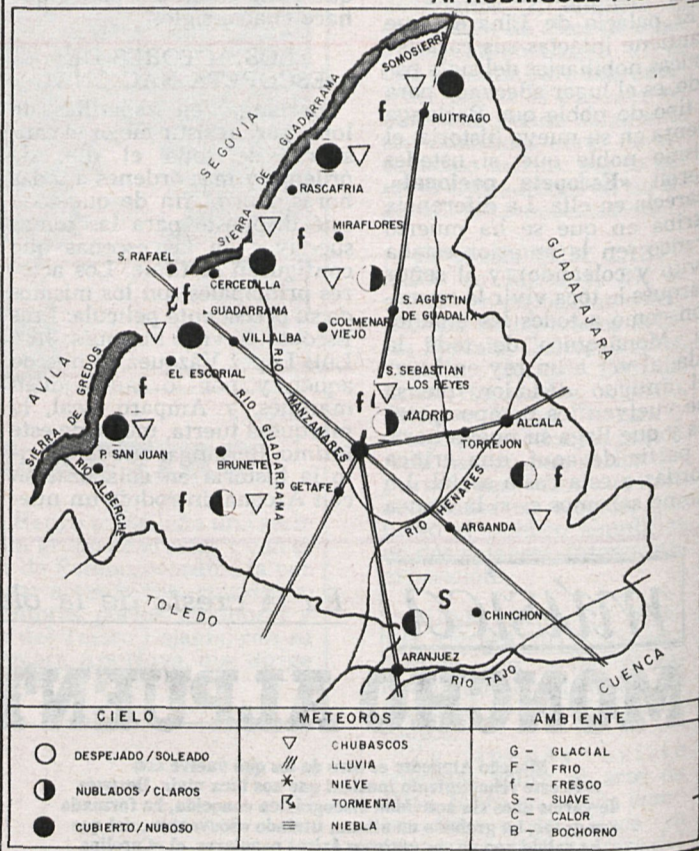 SOMOSIERRA
BUITRAGO
f
SEGOVIA
SIERRA DE GUADARRAMA
RASCAFRIA
MIRAFLORES
f
GUADALAJARA
S. RAFAEL
CERCEDILLA
f
GUADARRAMA
S. AGUSTIN
DE GUADALIX
COLMENAR
VIEJO
VILLALBA
AVILA
SIERRA DE GREDOS
EL ESCORIAL
f
S. SEBASTIAN
LOS REYES
f
MADRID
ALCALA
TORREJON
RIO MANZANARES
RIO GUADARRAMA
P. SAN JUAN
RIO ALBERCHE
BRUNETE
GETAFE
f
f
RIO HENARES
ARGANDA
TOLEDO
S
CHINCHON
ARANJUEZ
RIO TAJO
CUENCA
CIELO
DESPEJADO/SOLEADO
NUBLADOS/CLAROS
CUBIERTO/NUBOSO
METEOROS
CHUBASCOS
LLUVIA
NIEVE
TORMENTA
NIEBLA
AMBIENTE
G - GLACIAL
F - FRIO
f - FRESCO
S - SUAVE
C - CALOR
B - BOCHORNO